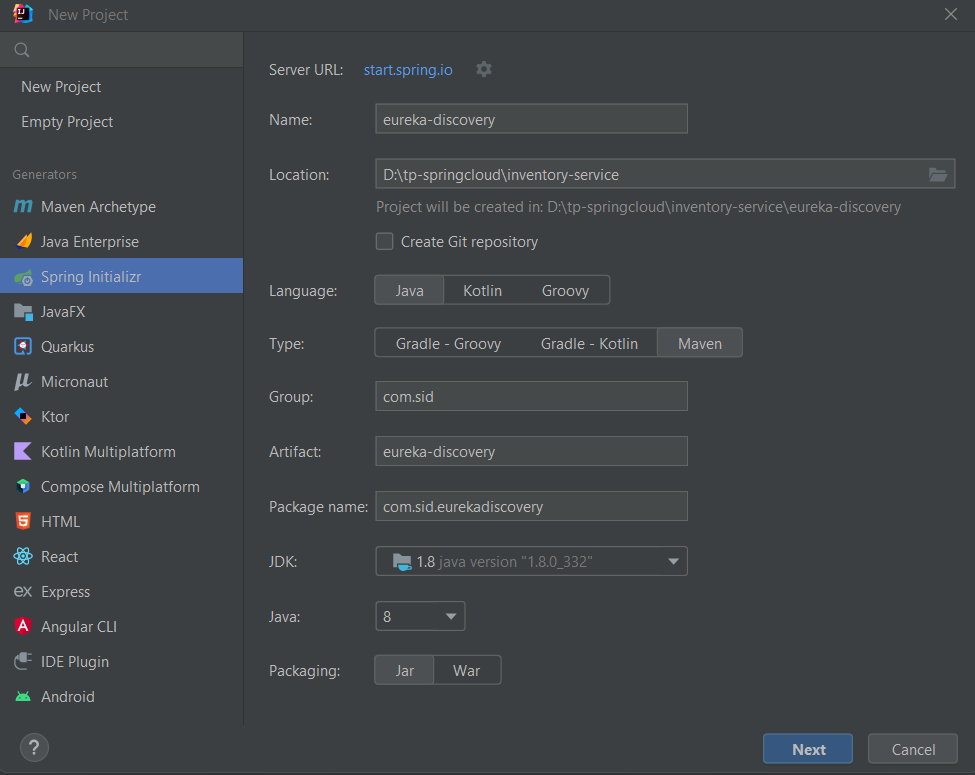 New Project
New Project
Empty Project
Generators
Maven Archetype
Java Enterprise
Spring Initializr
JavaFX
Quarkus
Micronaut
Ktor
Kotlin Multiplatform
Compose Multiplatform
HTML
React
Express
Angular CLI
IDE Plugin
Android
Server URL: start.spring.io
Name: eureka-discovery
Location: D:\tp-springcloud\inventory-service
Project will be created in: D:\tp-springcloud\inventory-service\eureka-discovery
Create Git repository
Language: Java Kotlin Groovy
Type: Gradle - Groovy Gradle - Kotlin Maven
Group: com.sid
Artifact: eureka-discovery
Package name: com.sid.eurekadiscovery
JDK: 1.8 java version "1.8.0_332"
Java: 8
Packaging: Jar War
? Next Cancel